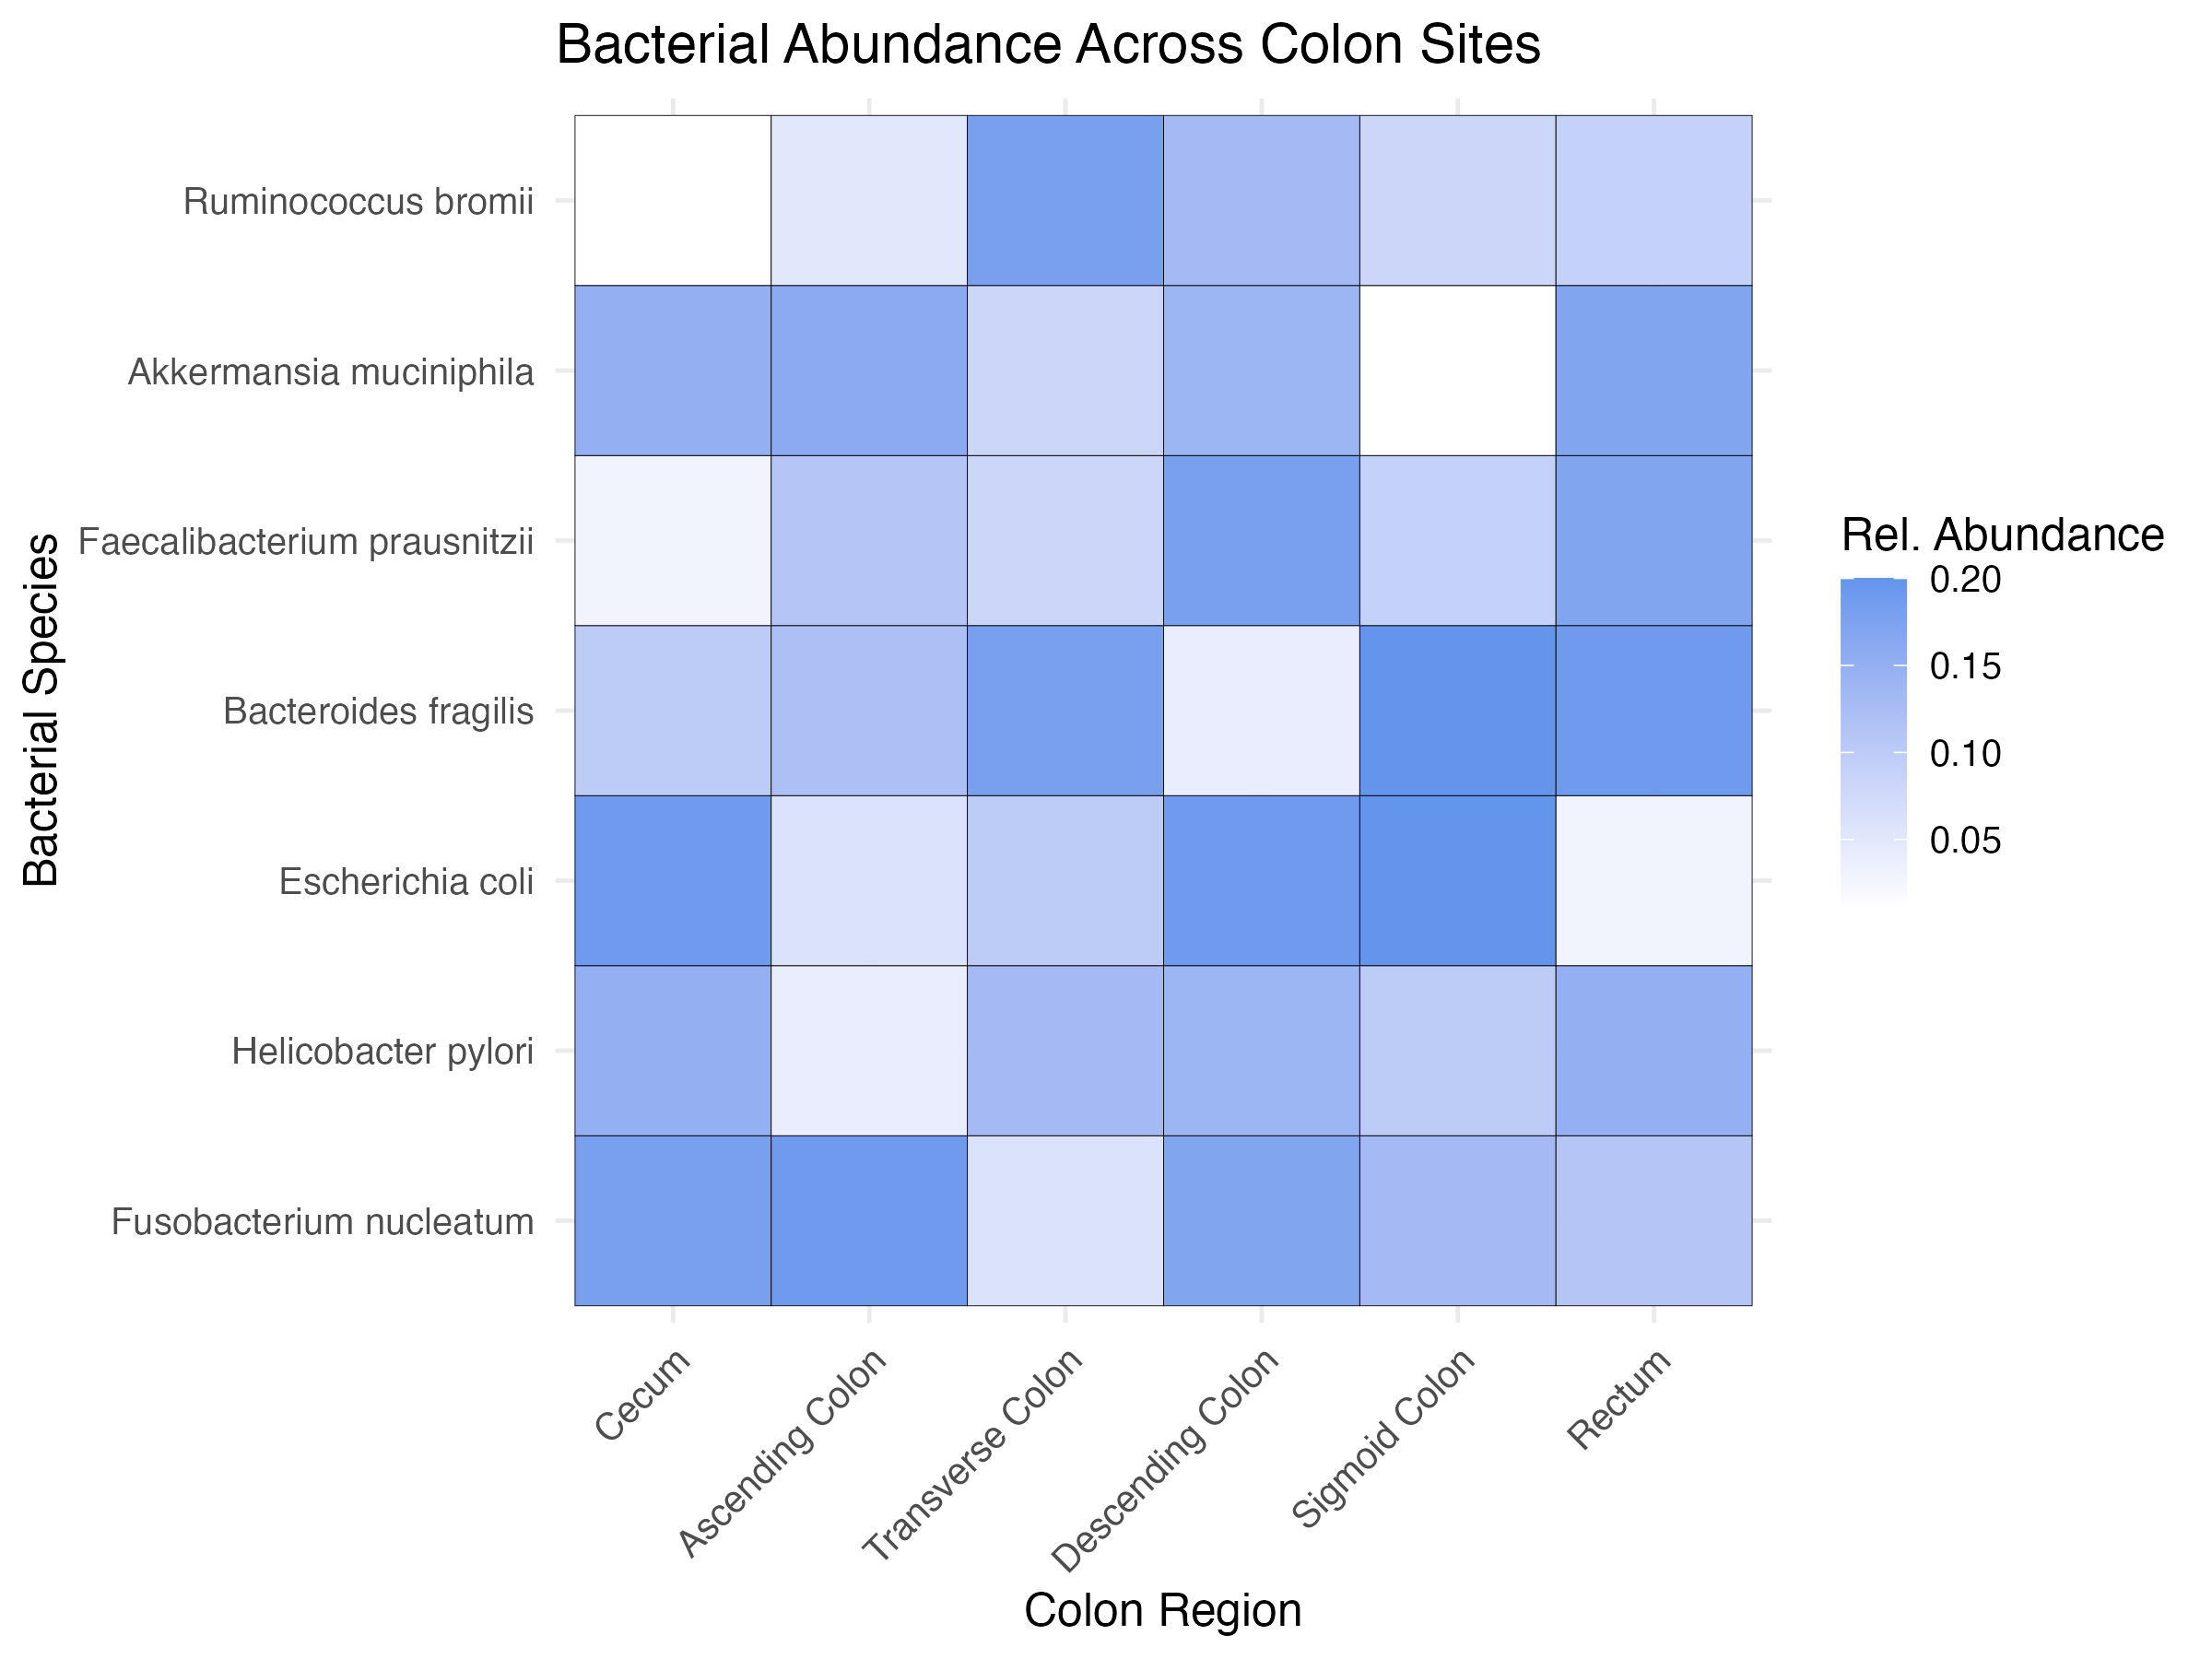 Bacterial Abundance Across Colon Sites
Bacterial Species
Ruminococcus bromii
Akkermansia muciniphila
Faecalibacterium prausnitzii
Bacteroides fragilis
Escherichia coli
Helicobacter pylori
Fusobacterium nucleatum
Cecum
Ascending Colon
Transverse Colon
Descending Colon
Sigmoid Colon
Rectum
Colon Region
Rel. Abundance
0.20
0.15
0.10
0.05